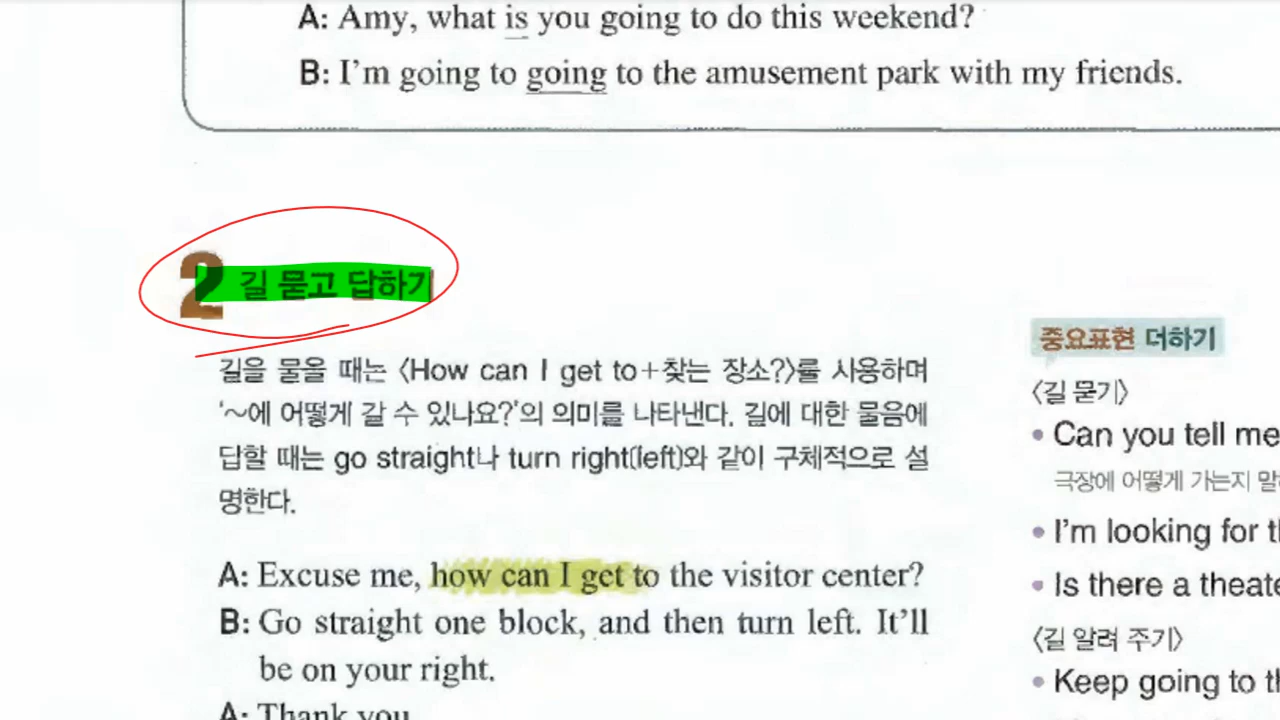 A: Amy, what is you going to do this weekend?
B: I'm going to going to the amusement park with my friends.
2 길 묻고 답하기
길을 물을 때는 〈How can I get to+찾는 장소?〉를 사용하며
'~에 어떻게 갈 수 있나요?'의 의미를 나타낸다. 길에 대한 물음에
답할 때는 go straight나 turn right(left)와 같이 구체적으로 설
명한다.
A: Excuse me, how can I get to the visitor center?
B: Go straight one block, and then turn left. It'll
be on your right.
A: Thank you
중요표현 더하기
〈길 묻기〉
• Can you tell me
극장에 어떻게 가는지
• I'm looking for
• Is there a
〈길 알려 주기〉
• Keep going to